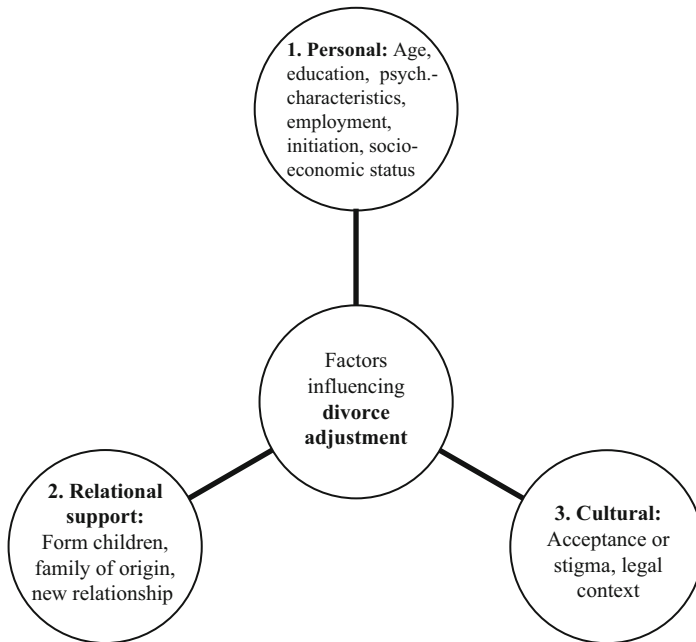 1. Personal: Age,
education, psych.-
characteristics,
employment,
initiation, socio-
economic status
Factors
influencing
divorce
adjustment
2. Relational
support:
Form children,
family of origin,
new relationship
3. Cultural:
Acceptance or
stigma, legal
context